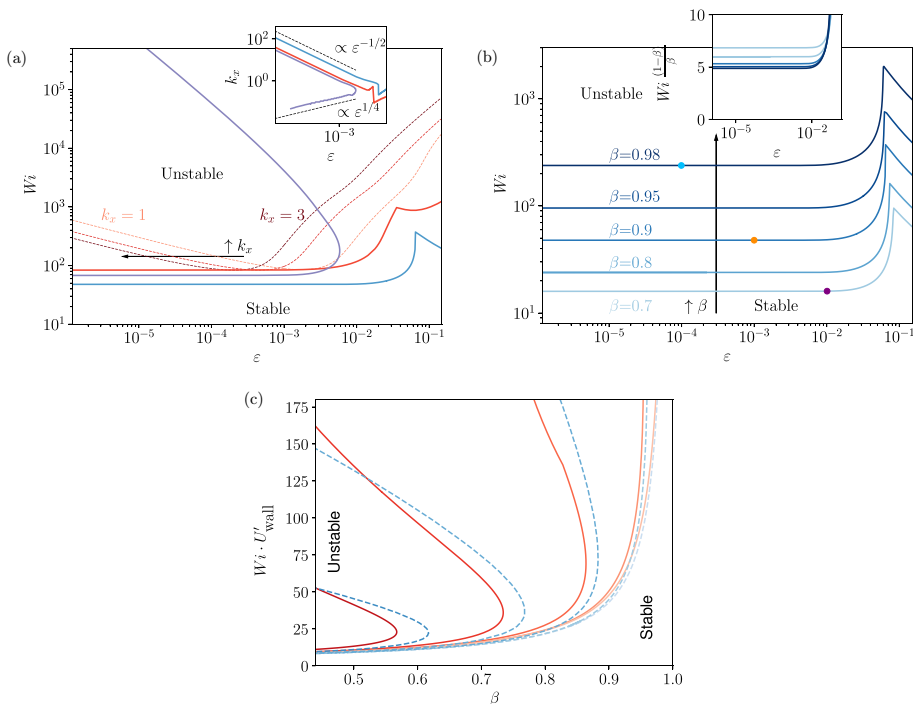 (a)
10^5
10^4
10^3
10^2
10^1
Wi
Unstable
k_x = 1
k_x = 3
↑ k_x
Stable
10^-5
10^-4
10^-3
10^-2
10^-1
ε
10^2
10^0
k_x
∝ ε^-1/2
∝ ε^1/4
10^-3
ε
(b)
10^3
10^2
10^1
Wi
Unstable
β=0.98
β=0.95
β=0.9
β=0.8
β=0.7
↑ β
Stable
10^-5
10^-4
10^-3
10^-2
10^-1
ε
10
5
0
Wi (1−β)/β
10^-5
10^-2
ε
(c)
175
150
125
100
75
50
25
0
Wi · U′_wall
Unstable
Stable
0.5
0.6
0.7
0.8
0.9
1.0
β